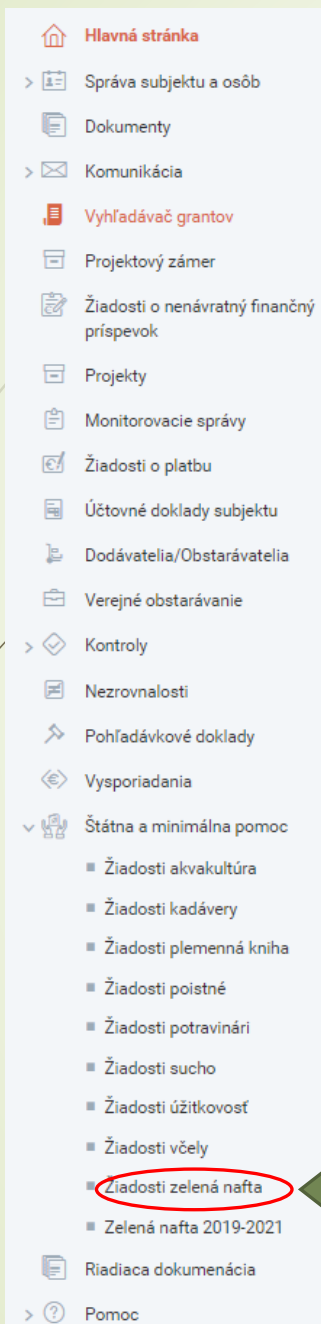 Hlavná stránka
Správa subjektu a osôb
Dokumenty
Komunikácia
Vyhľadávač grantov
Projektový zámer
Žiadosti o nenávratný finančný
príspevok
Projekty
Monitorovacie správy
Žiadosti o platbu
Účtovné doklady subjektu
Dodávatelia/Obstarávatelia
Verejné obstarávanie
Kontroly
Nezrovnalosti
Pohľadávkové doklady
Vysporiadania
Štátna a minimálna pomoc
Žiadosti akvakultúra
Žiadosti kadávery
Žiadosti plemenná kniha
Žiadosti poistné
Žiadosti potravinári
Žiadosti sucho
Žiadosti úžitkovosť
Žiadosti včely
Žiadosti zelená nafta
Zelená nafta 2019-2021
Riadiaca dokumenácia
Pomoc